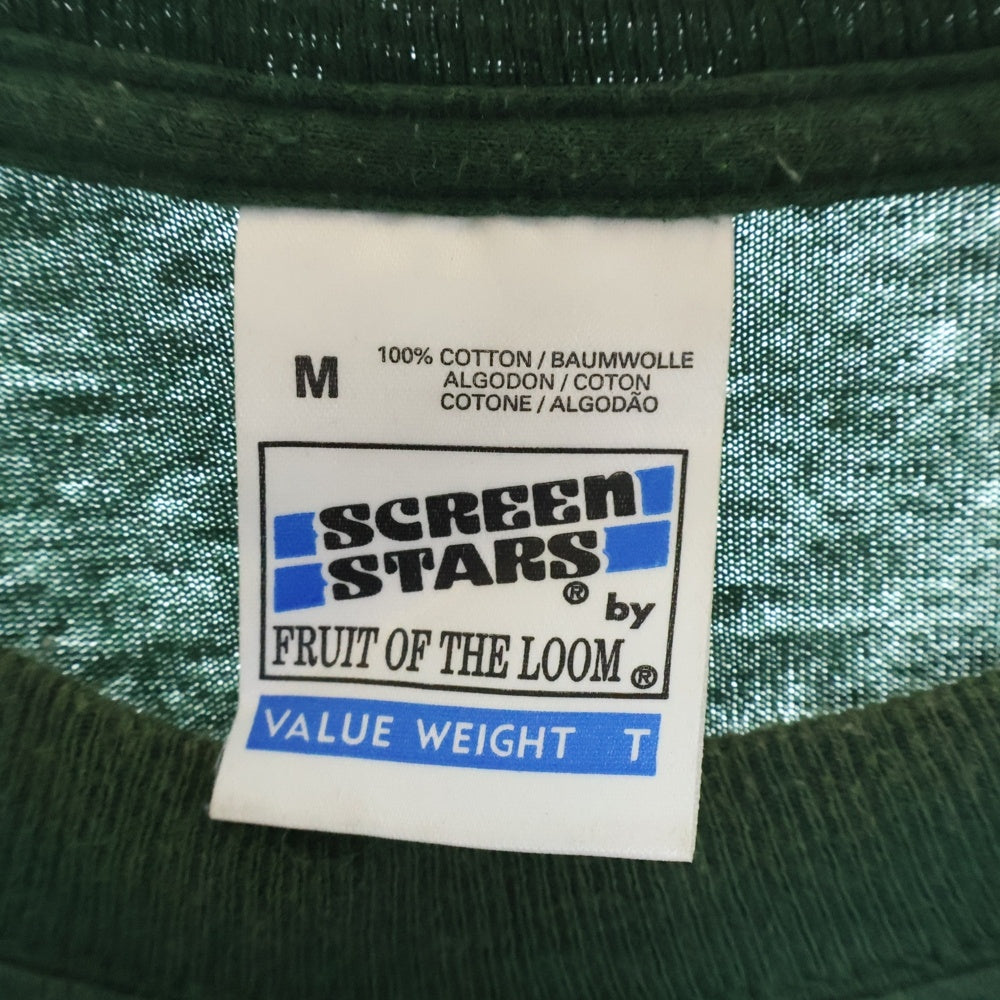 M
100% COTTON / BAUMWOLLE
ALGODON / COTON
COTONE / ALGODÃO
SCREEn
STARS®
by
FRUIT OF THE LOOM®
VALUE WEIGHT T